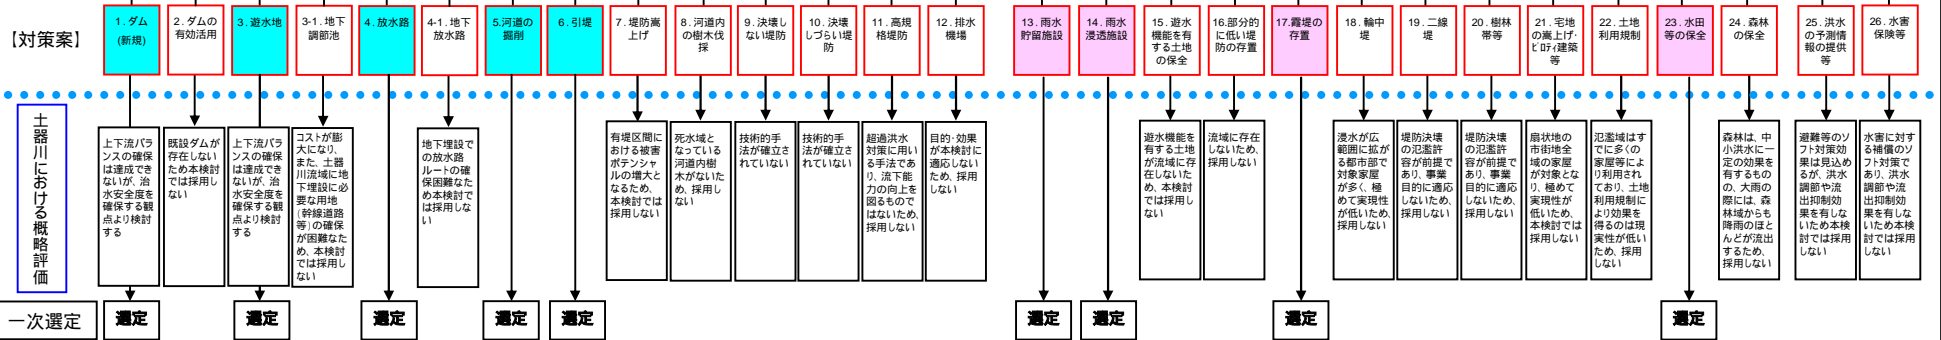 【対策案】
1. ダム
(新規)
2. ダムの
有効活用
3. 遊水地
3-1. 地下
調節池
4. 放水路
4-1. 地下
放水路
5.河道の
掘削
6. 引堤
7. 堤防嵩
上げ
8. 河道内
の樹木伐
採
9. 決壊し
ない堤防
10. 決壊
しづらい堤
防
11. 高規
格堤防
12. 排水
機場
13. 雨水
貯留施設
14. 雨水
浸透施設
15. 遊水
機能を有
する土地
の保全
16.部分的
に低い堤
防の存置
17.霞堤の
存置
18. 輪中
堤
19. 二線
堤
20. 樹林
帯等
21. 宅地
の嵩上げ・
ピロティ建築
等
22. 土地
利用規制
23. 水田
等の保全
24. 森林
の保全
25. 洪水
の予測情
報の提供
等
26. 水害
保険等
土器川における概略評価
上下流バラ
ンスの確保
は達成でき
ないが、治
水安全度を
確保する観
点より検討
する
既設ダムが
存在しない
ため本検討
では採用し
ない
上下流バラ
ンスの確保
は達成でき
ないが、治
水安全度を
確保する観
点より検討
する
コストが膨
大になり、
また、土器
川流域に地
下埋設に必
要な用地
(幹線道路
等)の確保
が困難なた
め、本検討
では採用し
ない
地下埋設で
の放水路
ルートの確
保困難なた
め本検討で
は採用しな
い
有堤区間に
おける被害
ポテンシャ
ルの増大と
なるため、
本検討では
採用しない
死水域と
なっている
河道内樹
木がないた
め、採用し
ない
技術的手
法が確立さ
れていない
技術的手
法が確立さ
れていない
超過洪水
対策に用い
る手法であ
り、流下能
力の向上を
図るもので
はないため、
採用しない
目的・効果
が本検討に
適応しない
ため、採用
しない
遊水機能を
有する土地
が流域に存
在しないた
め、本検討
では採用し
ない
流域に存在
しないため、
採用しない
浸水が広
範囲に拡が
る都市部で
対象家屋
が多く、極
めて実現性
が低いため、
採用しない
堤防決壊
の氾濫許
容が前提で
あり、事業
目的に適応
しないため、
採用しない
堤防決壊
の氾濫許
容が前提で
あり、事業
目的に適応
しないため、
採用しない
扇状地の
市街地全
域の家屋
が対象とな
り、極めて
実現性が
低いため、
本検討では
採用しない
氾濫域はす
でに多くの
家屋等によ
り利用され
ており、土地
利用規制に
より効果を
得るのは現
実性が低い
ため、採用
しない
森林は、中
小洪水に一
定の効果を
有するもの
の、大雨の
際には、森
林域からも
降雨のほと
んどが流出
するため、
採用しない
避難等のソ
フト対策効
果は見込め
るが、洪水
調節や流
出抑制効
果を有しな
いため本検
討では採用
しない
水害に対す
る補償のソ
フト対策で
あり、洪水
調節や流
出抑制効
果を有しな
いため本検
討では採用
しない
一次選定
選定
選定
選定
選定
選定
選定
選定
選定
選定